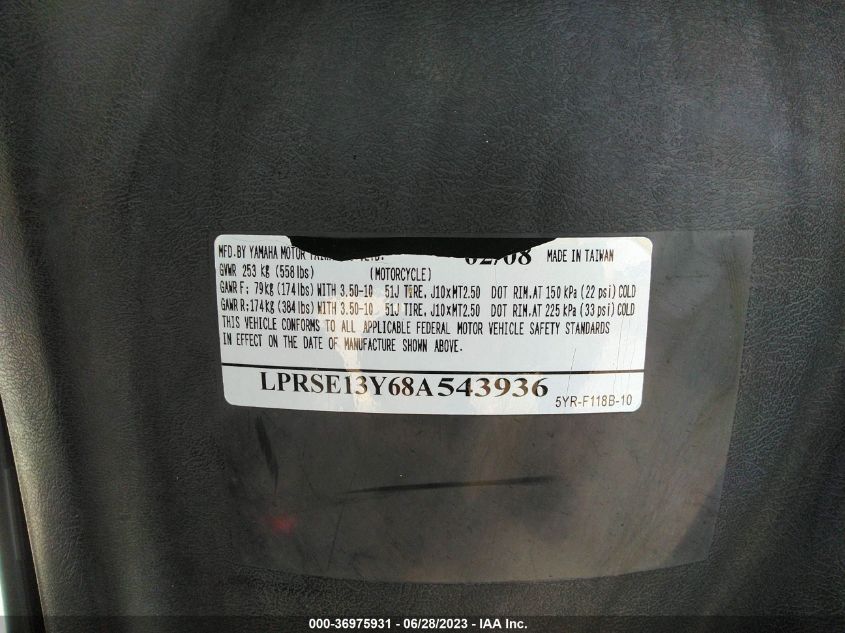 MFD.BY YAMAHA MOTOR 02/08 MADE IN TAIWAN
GVWR 253 kg (558 lbs) (MOTORCYCLE)
GAWR F: 79kg (174 lbs) WITH 3.50-10 51J TIRE, J10xMT2.50 DOT RIM.AT 150 kPa (22 psi) COLD
GAWR R:174kg (384 lbs) WITH 3.50-10 51J TIRE, J10xMT2.50 DOT RIM.AT 225 kPa (33 psi) COLD
THIS VEHICLE CONFORMS TO ALL APPLICABLE FEDERAL MOTOR VEHICLE SAFETY STANDARDS
IN EFFECT ON THE DATE OF MANUFACTURE SHOWN ABOVE.
LPRSE13Y68A543936
5YR-F118B-10
000-36975931 - 06/28/2023 - IAA Inc.